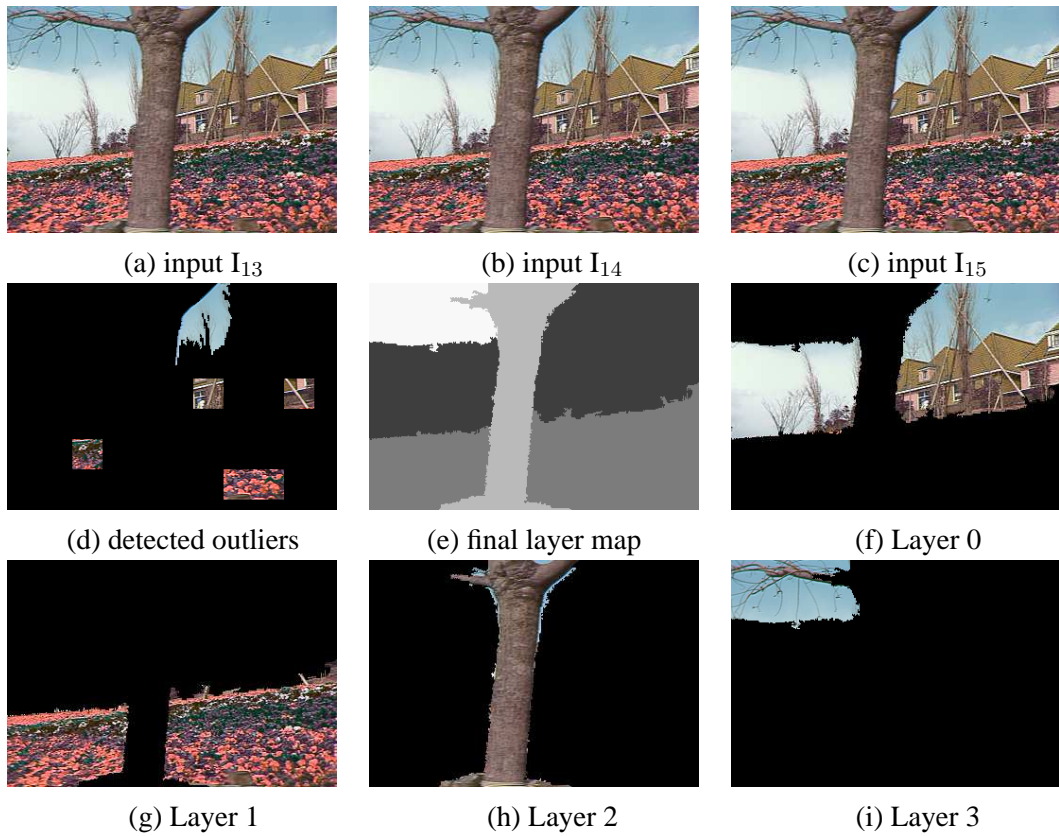 (a) input I₁₃
(b) input I₁₄
(c) input I₁₅
(d) detected outliers
(e) final layer map
(f) Layer 0
(g) Layer 1
(h) Layer 2
(i) Layer 3